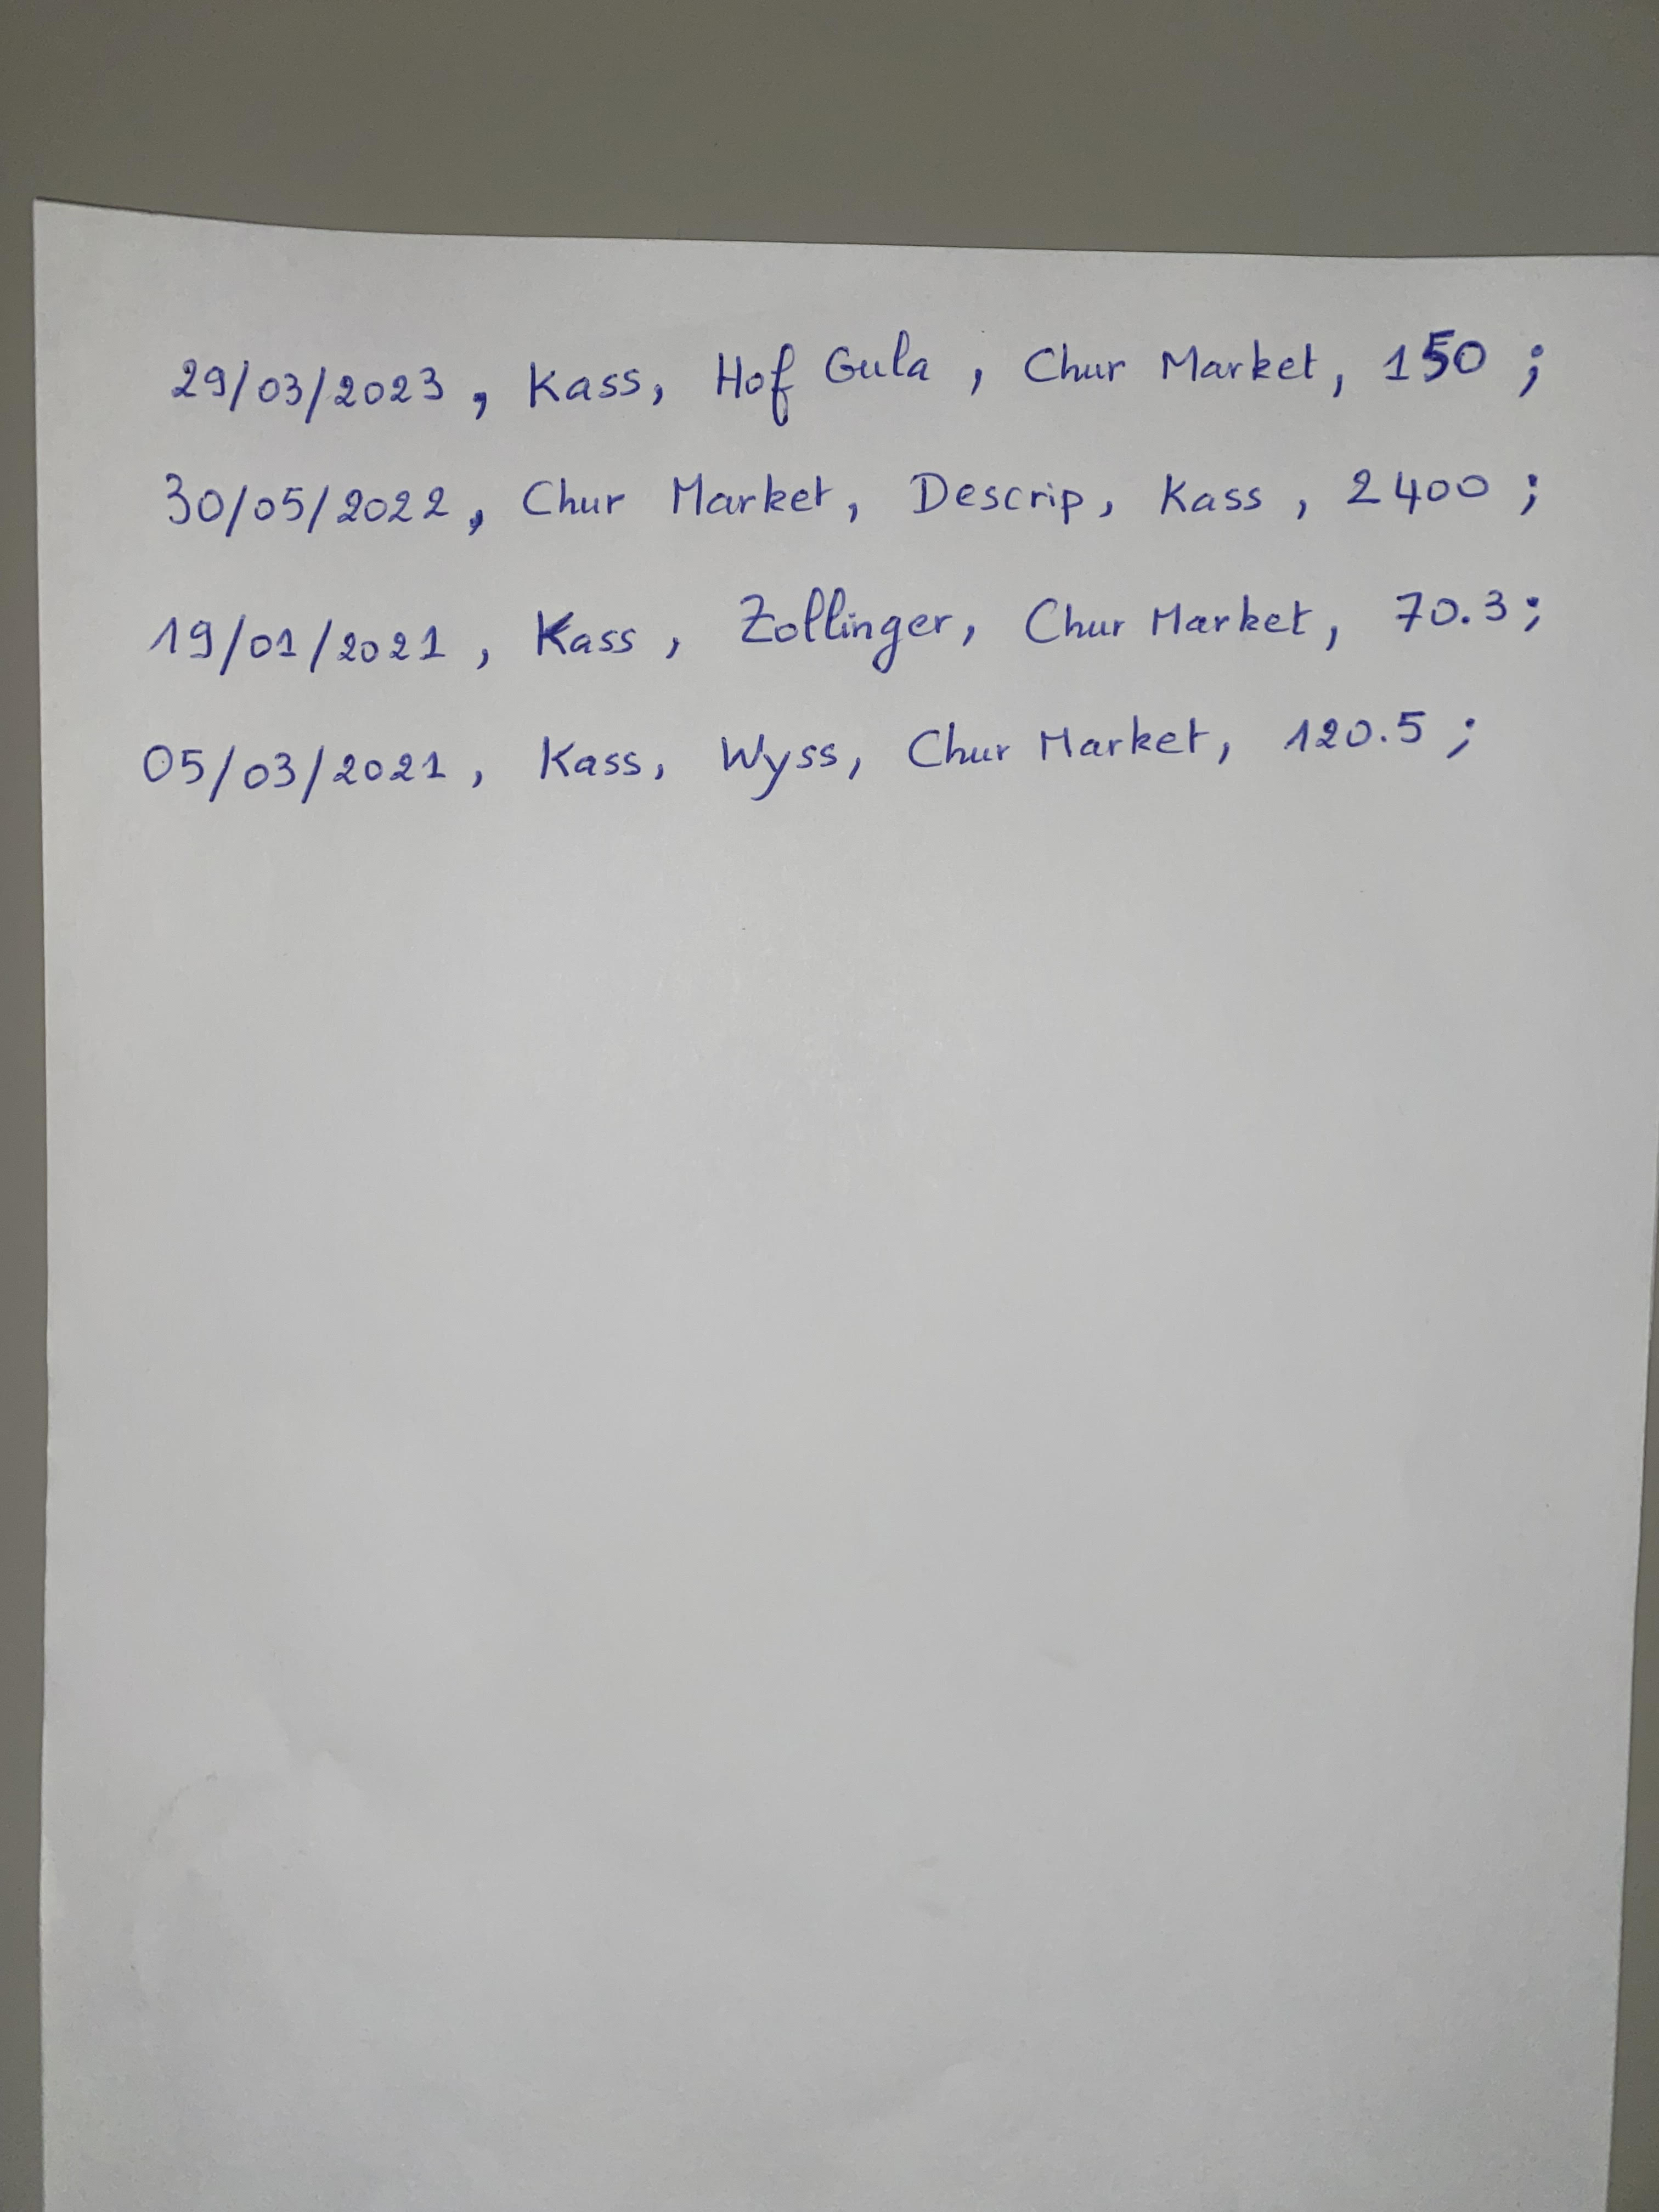 29/03/2023, Kass, Hof Gula, Chur Market, 150;
30/05/2022, Chur Market, Descrip, Kass, 2400;
19/01/2021, Kass, Zollinger, Chur Market, 70.3;
05/03/2021, Kass, Wyss, Chur Market, 120.5;